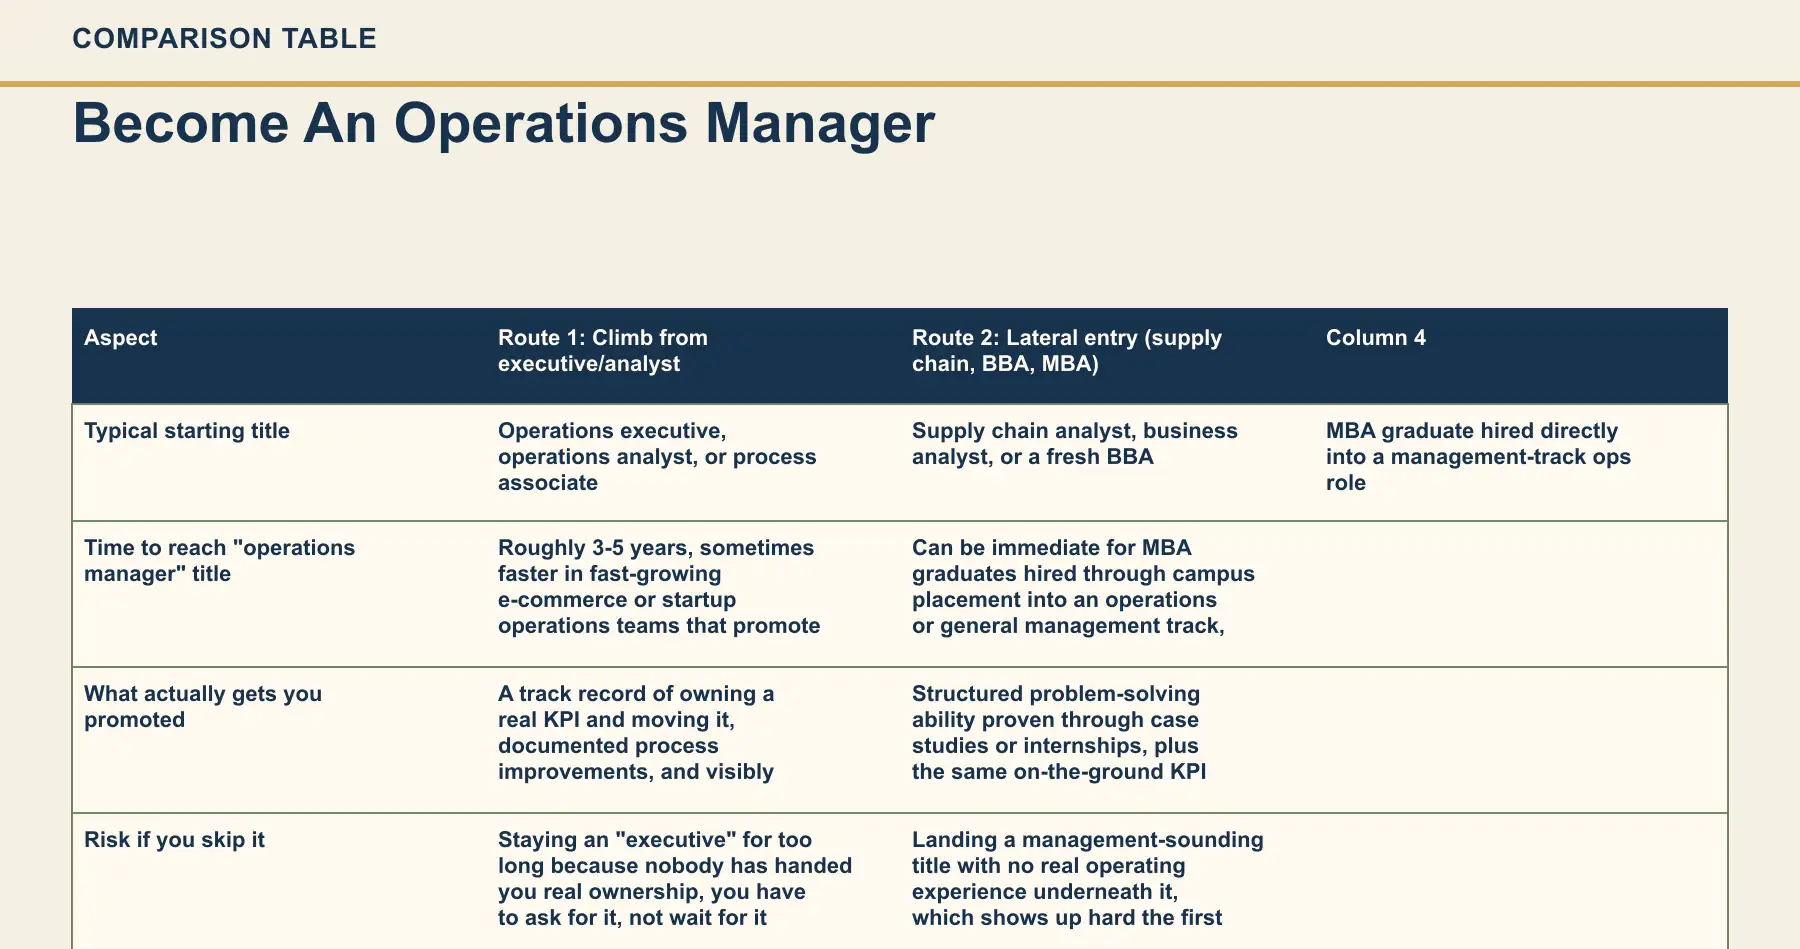 COMPARISON TABLE
Become An Operations Manager
Aspect
Route 1: Climb from
executive/analyst
Route 2: Lateral entry (supply
chain, BBA, MBA)
Column 4
Typical starting title
Operations executive,
operations analyst, or process
associate
Supply chain analyst, business
analyst, or a fresh BBA
MBA graduate hired directly
into a management-track ops
role
Time to reach "operations
manager" title
Roughly 3-5 years, sometimes
faster in fast-growing
e-commerce or startup
operations teams that promote
Can be immediate for MBA
graduates hired through campus
placement into an operations
or general management track,
What actually gets you
promoted
A track record of owning a
real KPI and moving it,
documented process
improvements, and visibly
Structured problem-solving
ability proven through case
studies or internships, plus
the same on-the-ground KPI
Risk if you skip it
Staying an "executive" for too
long because nobody has handed
you real ownership, you have
to ask for it, not wait for it
Landing a management-sounding
title with no real operating
experience underneath it,
which shows up hard the first